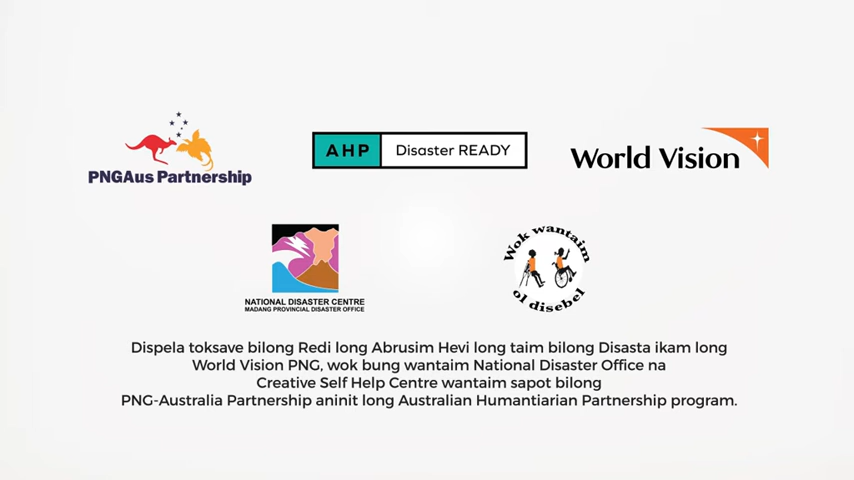 PNGAus Partnership
AHP Disaster READY
World Vision
NATIONAL DISASTER CENTRE
MADANG PROVINCIAL DISASTER OFFICE
Wok wantaim
ol disebel
Dispela toksave bilong Redi long Abrusim Hevi long taim bilong Disasta ikam long
World Vision PNG, wok bung wantaim National Disaster Office na
Creative Self Help Centre wantaim sapot bilong
PNG-Australia Partnership aninit long Australian Humantiarian Partnership program.